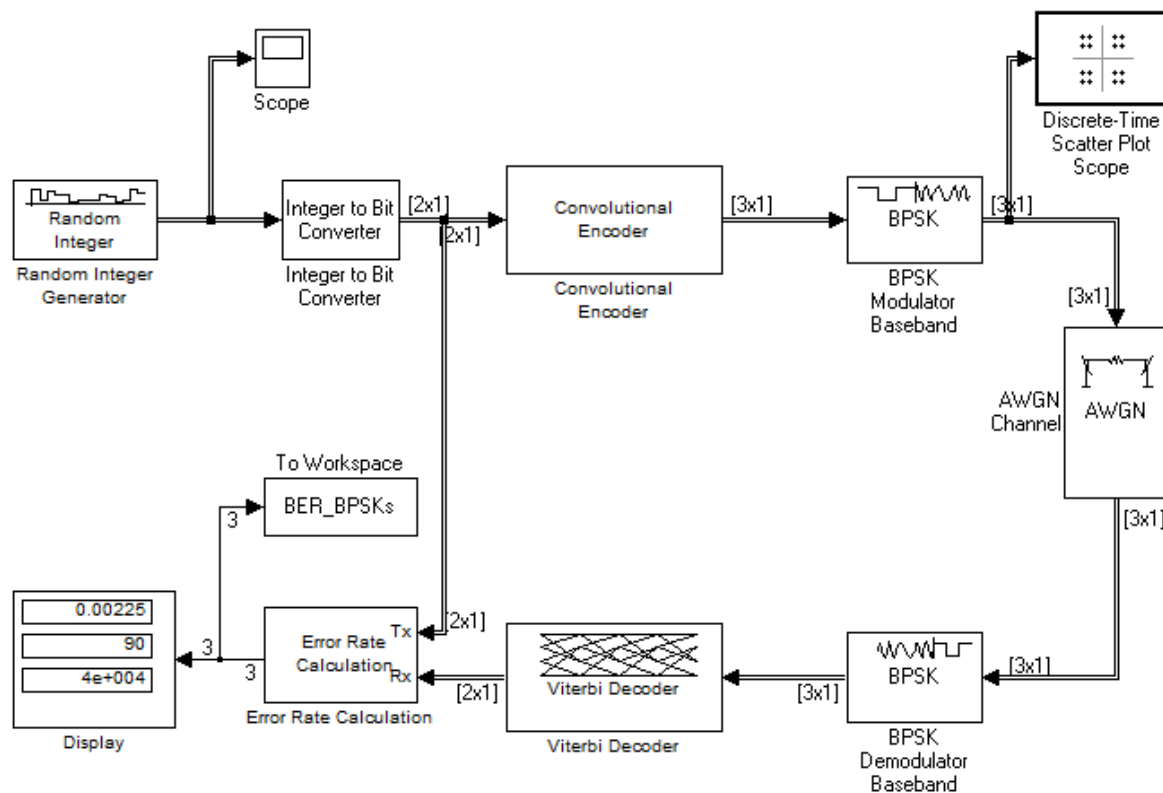 Scope
Discrete-Time
Scatter Plot
Scope
Random
Integer
Random Integer
Generator
Integer to Bit
Converter
Integer to Bit
Converter
[2x1]
[2x1]
Convolutional
Encoder
Convolutional
Encoder
[3x1]
BPSK
BPSK
Modulator
Baseband
[3x1]
[3x1]
AWGN
AWGN
Channel
[3x1]
To Workspace
BER_BPSKs
3
0.00225
90
4e+004
Display
3
3
Error Rate
Calculation
Tx
Rx
Error Rate Calculation
[2x1]
[2x1]
Viterbi Decoder
Viterbi Decoder
[3x1]
BPSK
BPSK
Demodulator
Baseband
[3x1]